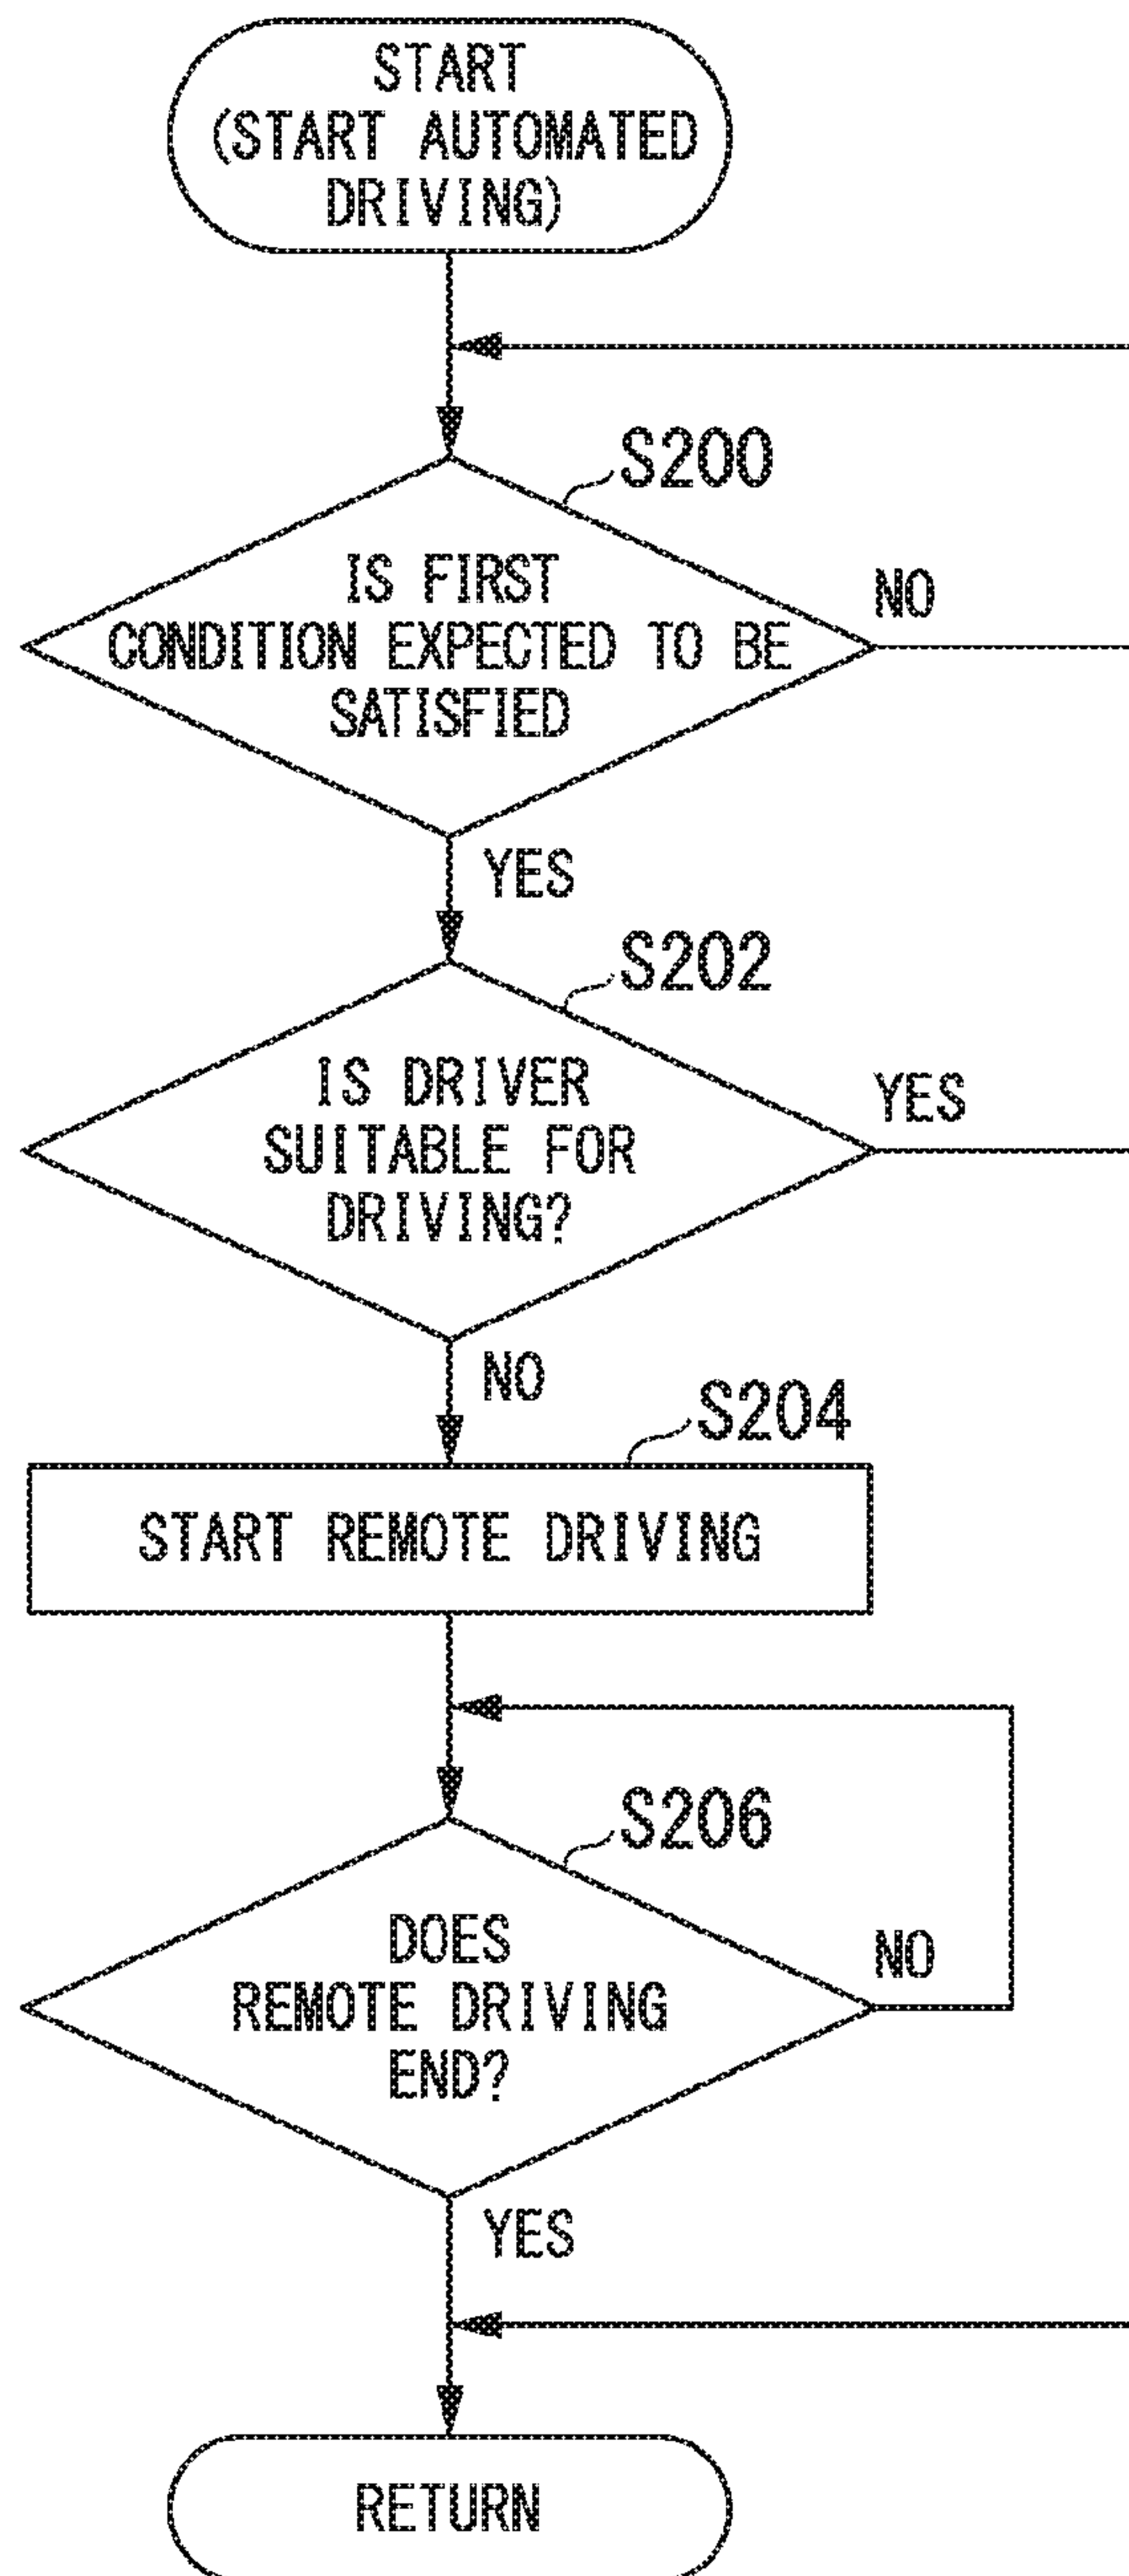 START
(START AUTOMATED
DRIVING)
S200
IS FIRST
CONDITION EXPECTED TO BE
SATISFIED
NO
YES
S202
IS DRIVER
SUITABLE FOR
DRIVING?
YES
NO
S204
START REMOTE DRIVING
S206
DOES
REMOTE DRIVING
END?
NO
YES
RETURN